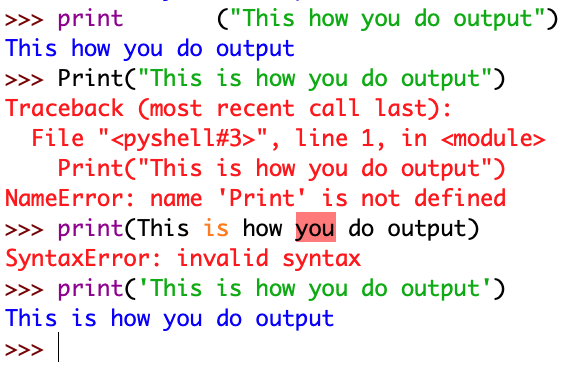 >>> print       ("This how you do output")
This how you do output
>>> Print("This is how you do output")
Traceback (most recent call last):
  File "<pyshell#3>", line 1, in <module>
    Print("This is how you do output")
NameError: name 'Print' is not defined
>>> print(This is how you do output)
SyntaxError: invalid syntax
>>> print('This is how you do output')
This is how you do output
>>>